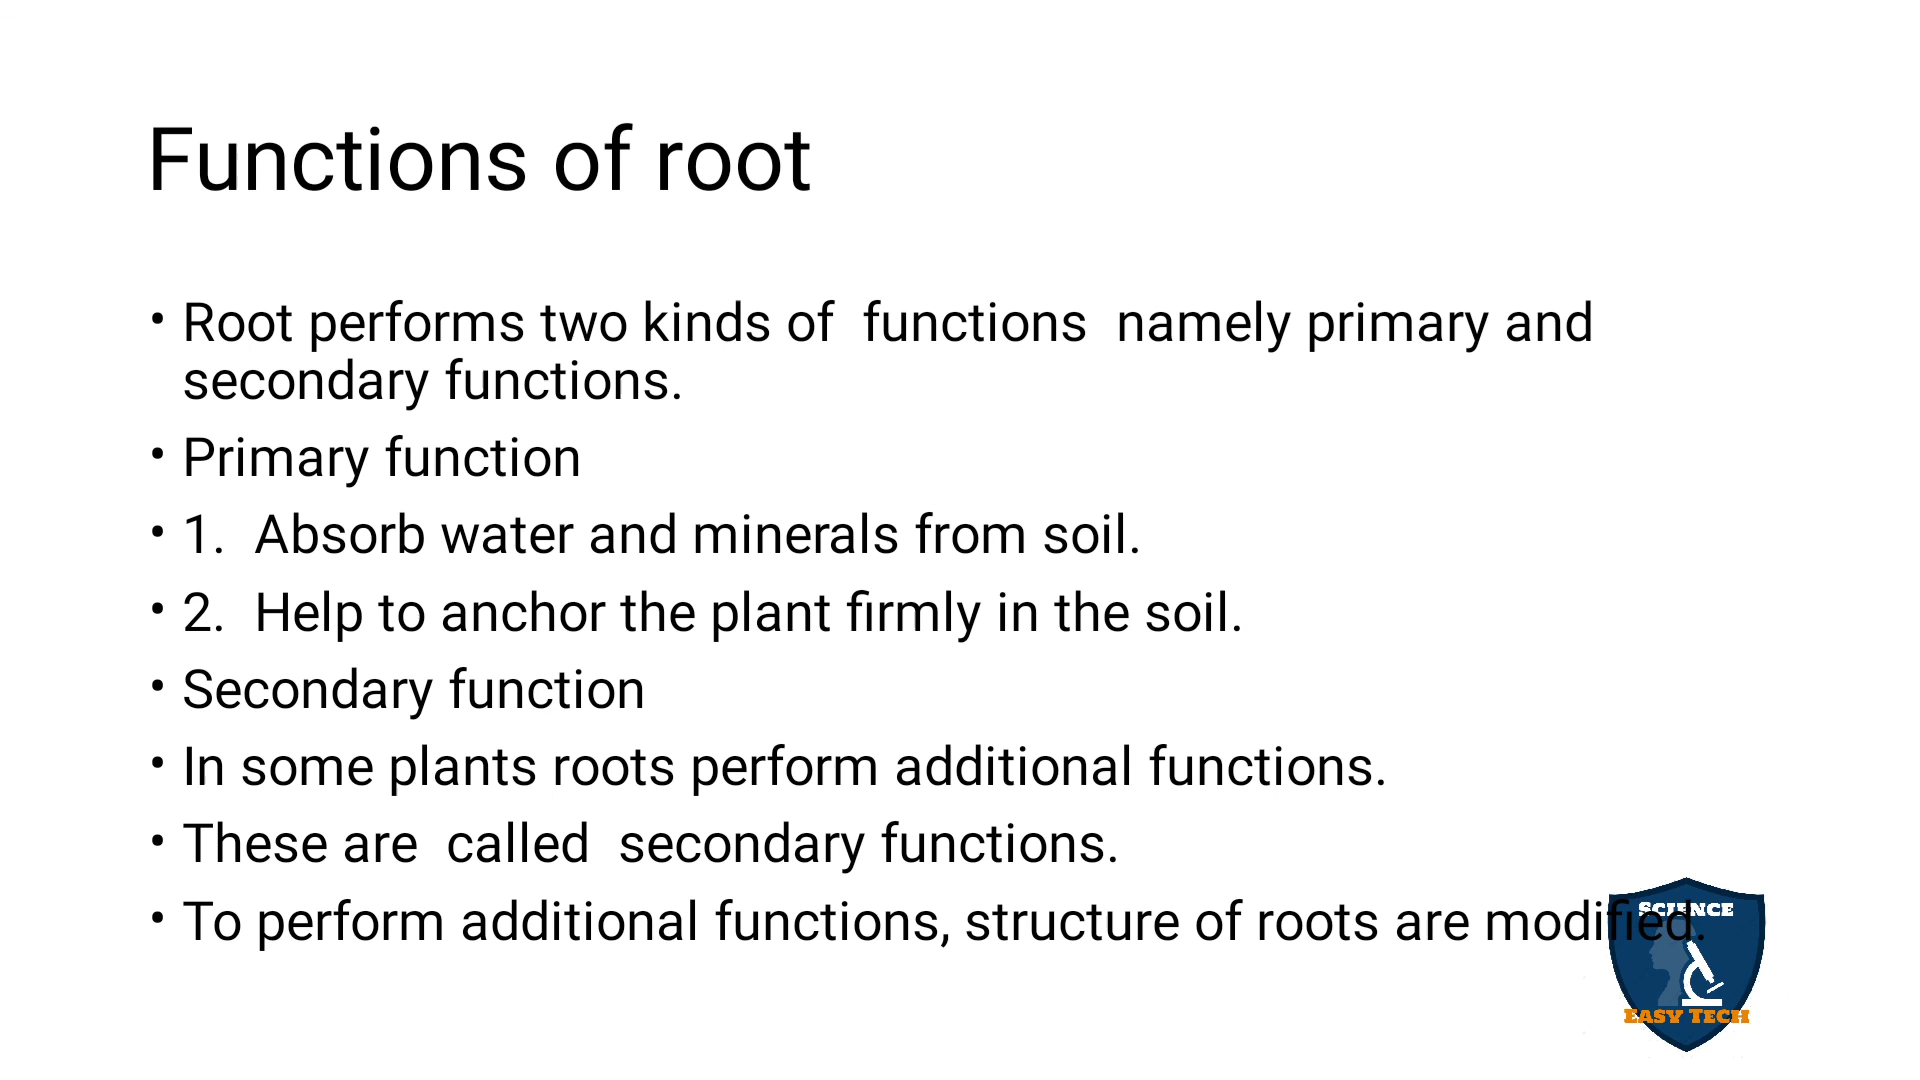 Functions of root
• Root performs two kinds of  functions  namely primary and
secondary functions.
• Primary function
• 1.  Absorb water and minerals from soil.
• 2.  Help to anchor the plant firmly in the soil.
• Secondary function
• In some plants roots perform additional functions.
• These are  called  secondary functions.
• To perform additional functions, structure of roots are modified.
SCIENCE
EASY TECH